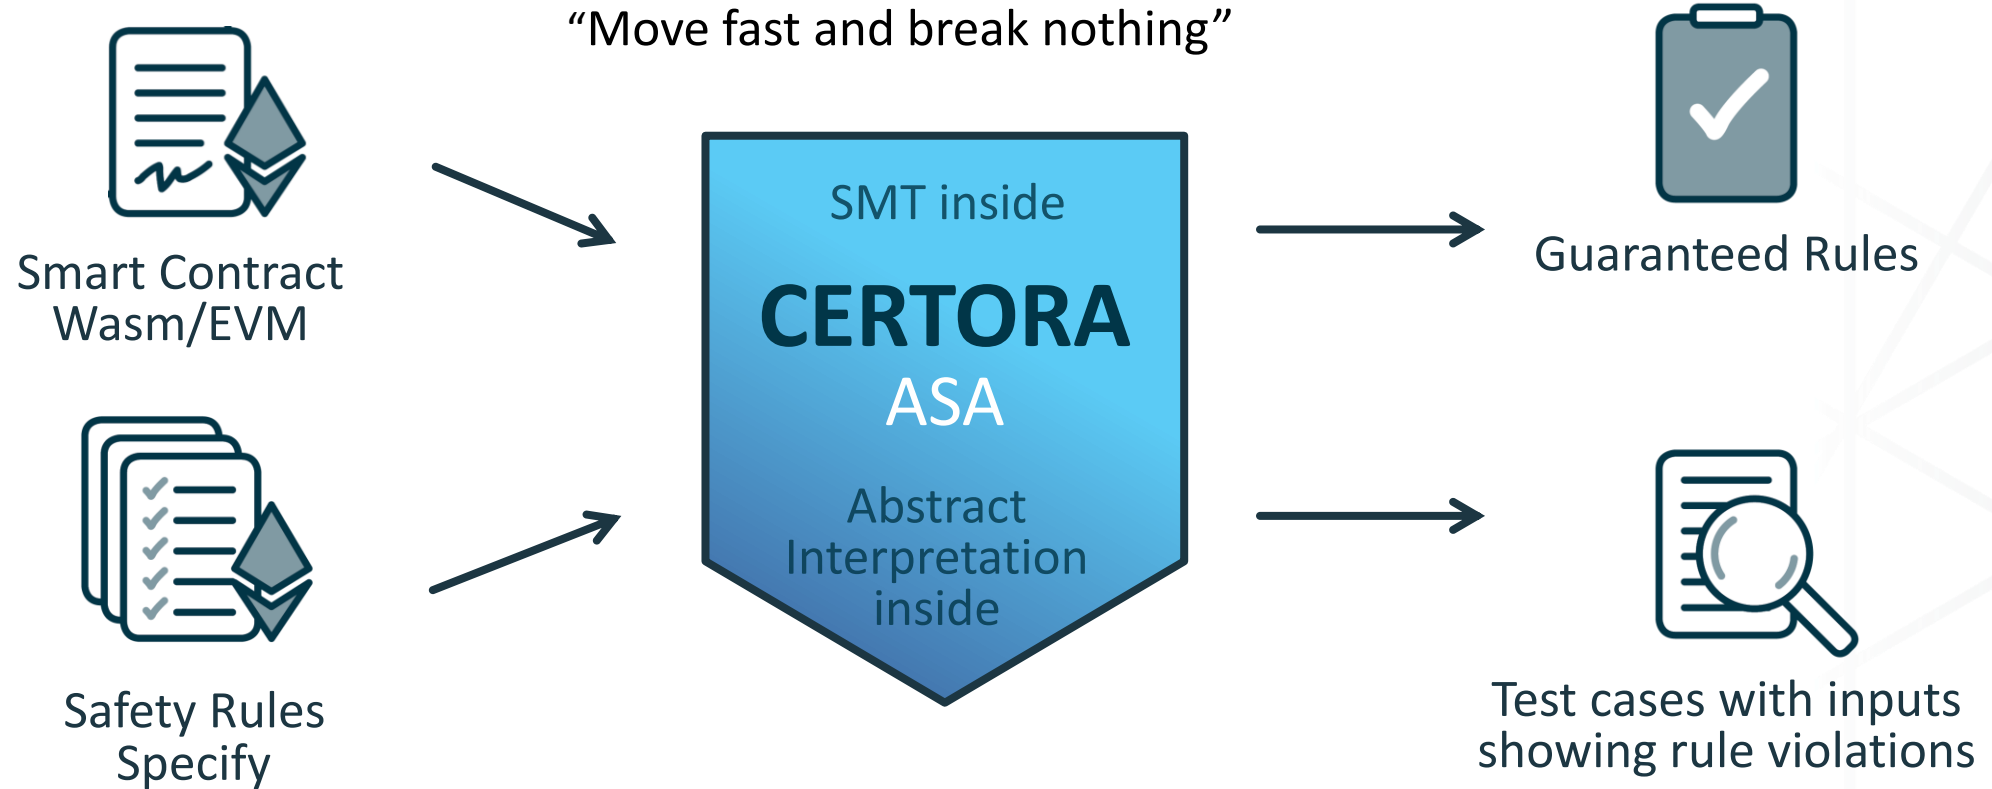 “Move fast and break nothing”
Smart Contract
Wasm/EVM
SMT inside
CERTORA
ASA
Abstract
Interpretation
inside
Guaranteed Rules
Safety Rules
Specify
Test cases with inputs
showing rule violations